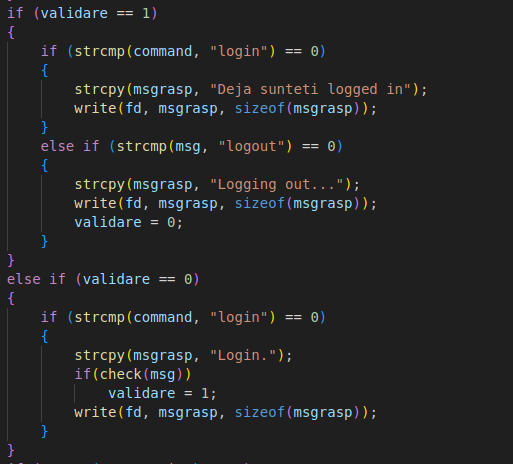 if (validare == 1)
{
    if (strcmp(command, "login") == 0)
    {
        strcpy(msgrasp, "Deja sunteti logged in");
        write(fd, msgrasp, sizeof(msgrasp));
    }
    else if (strcmp(msg, "logout") == 0)
    {
        strcpy(msgrasp, "Logging out...");
        write(fd, msgrasp, sizeof(msgrasp));
        validare = 0;
    }
}
else if (validare == 0)
{
    if (strcmp(command, "login") == 0)
    {
        strcpy(msgrasp, "Login.");
        if(check(msg))
            validare = 1;
        write(fd, msgrasp, sizeof(msgrasp));
    }
}